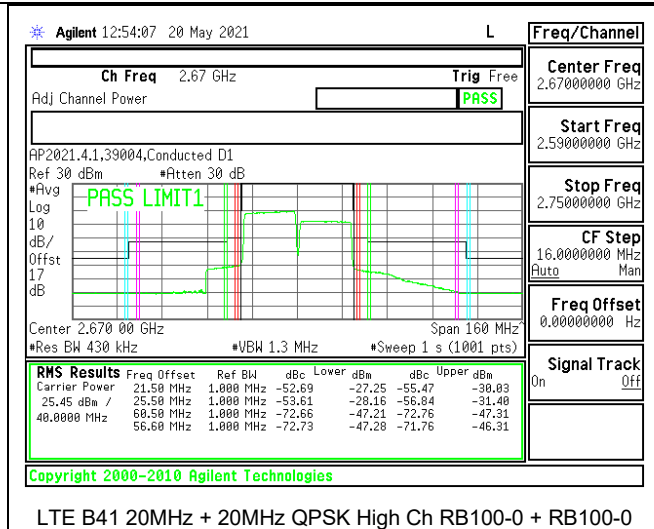 Agilent 12:54:07 20 May 2021 L
Freq/Channel
Ch Freq 2.67 GHz Trig Free
Adj Channel Power PASS
Center Freq
2.67000000 GHz
Start Freq
2.59000000 GHz
Stop Freq
2.75000000 GHz
CF Step
16.0000000 MHz
Auto Man
Freq Offset
0.00000000 Hz
Signal Track
On Off
AP2021.4.1,39004,Conducted D1
Ref 30 dBm #Atten 30 dB
#Avg
Log
10
dB/
Offst
17
dB
PASS LIMIT1
Center 2.670 00 GHz Span 160 MHz^
#Res BW 430 kHz #VBW 1.3 MHz #Sweep 1 s (1001 pts)
RMS Results Freq Offset Ref BW dBc Lower dBm dBc Upper dBm
Carrier Power 21.50 MHz 1.000 MHz -52.69 -27.25 -55.47 -30.03
25.45 dBm / 25.50 MHz 1.000 MHz -53.61 -28.16 -56.84 -31.40
40.0000 MHz 60.50 MHz 1.000 MHz -72.66 -47.21 -72.76 -47.31
56.60 MHz 1.000 MHz -72.73 -47.28 -71.76 -46.31
Copyright 2000-2010 Agilent Technologies
LTE B41 20MHz + 20MHz QPSK High Ch RB100-0 + RB100-0